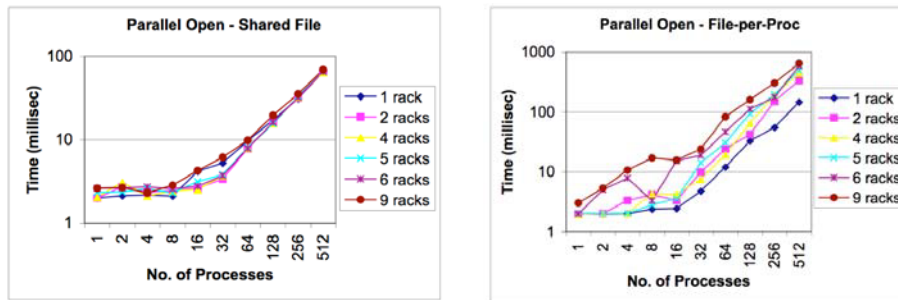 Parallel Open - Shared File
Time (millisec)
100
10
1
1 2 4 8 16 32 64 128 256 512
No. of Processes
1 rack
2 racks
4 racks
5 racks
6 racks
9 racks
Parallel Open - File-per-Proc
Time (millisec)
1000
100
10
1
1 2 4 8 16 32 64 128 256 512
No. of Processes
1 rack
2 racks
4 racks
5 racks
6 racks
9 racks